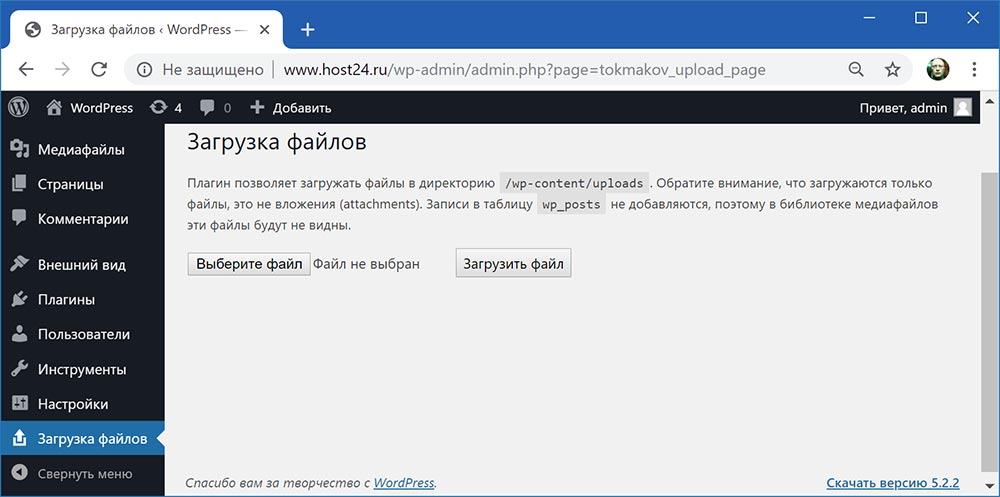 Загрузка файлов ‹ WordPress —
Не защищено www.host24.ru/wp-admin/admin.php?page=tokmakov_upload_page
WordPress 4 0 Добавить Привет, admin
Медиафайлы
Страницы
Комментарии
Внешний вид
Плагины
Пользователи
Инструменты
Настройки
Загрузка файлов
Свернуть меню
Загрузка файлов
Плагин позволяет загружать файлы в директорию /wp-content/uploads. Обратите внимание, что загружаются только
файлы, это не вложения (attachments). Записи в таблицу wp_posts не добавляются, поэтому в библиотеке медиафайлов
эти файлы будут не видны.
Выберите файл Файл не выбран Загрузить файл
Спасибо вам за творчество с WordPress. Скачать версию 5.2.2